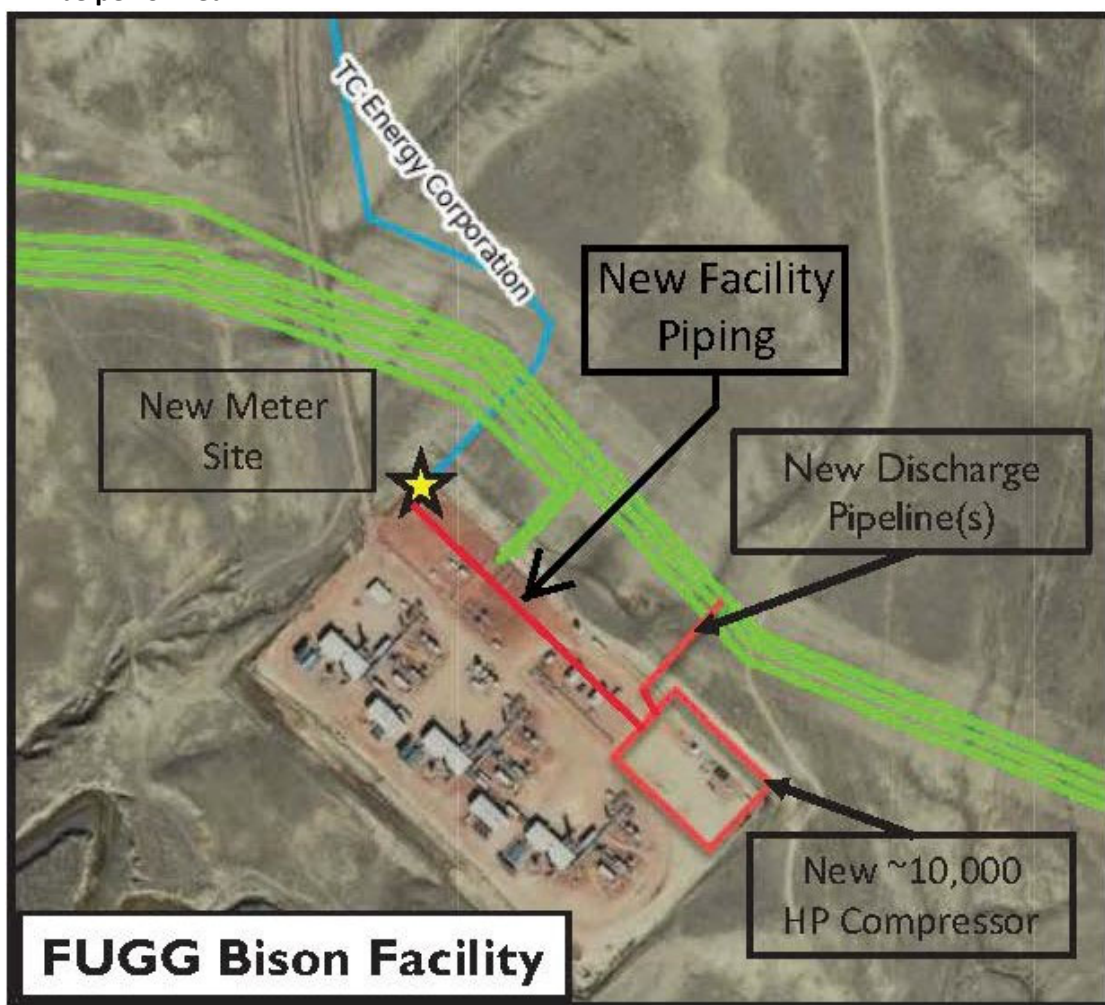 TC Energy Corporation
New Facility
Piping
New Meter
Site
New Discharge
Pipeline(s)
New ~10,000
HP Compressor
FUGG Bison Facility